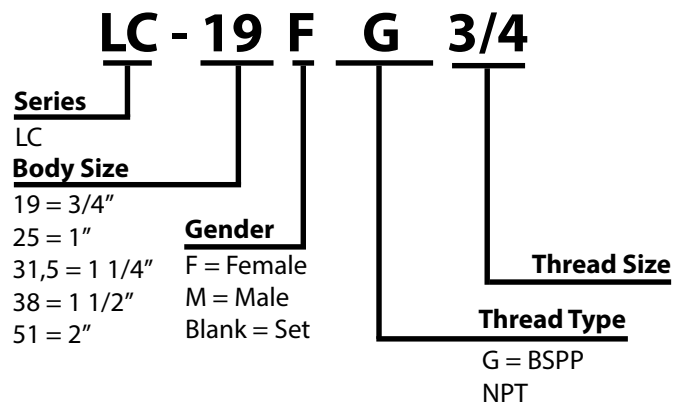 LC - 19 F G 3/4
Series
LC
Body Size
19 = 3/4”
25 = 1”
31,5 = 1 1/4”
38 = 1 1/2”
51 = 2”
Gender
F = Female
M = Male
Blank = Set
Thread Size
Thread Type
G = BSPP
NPT